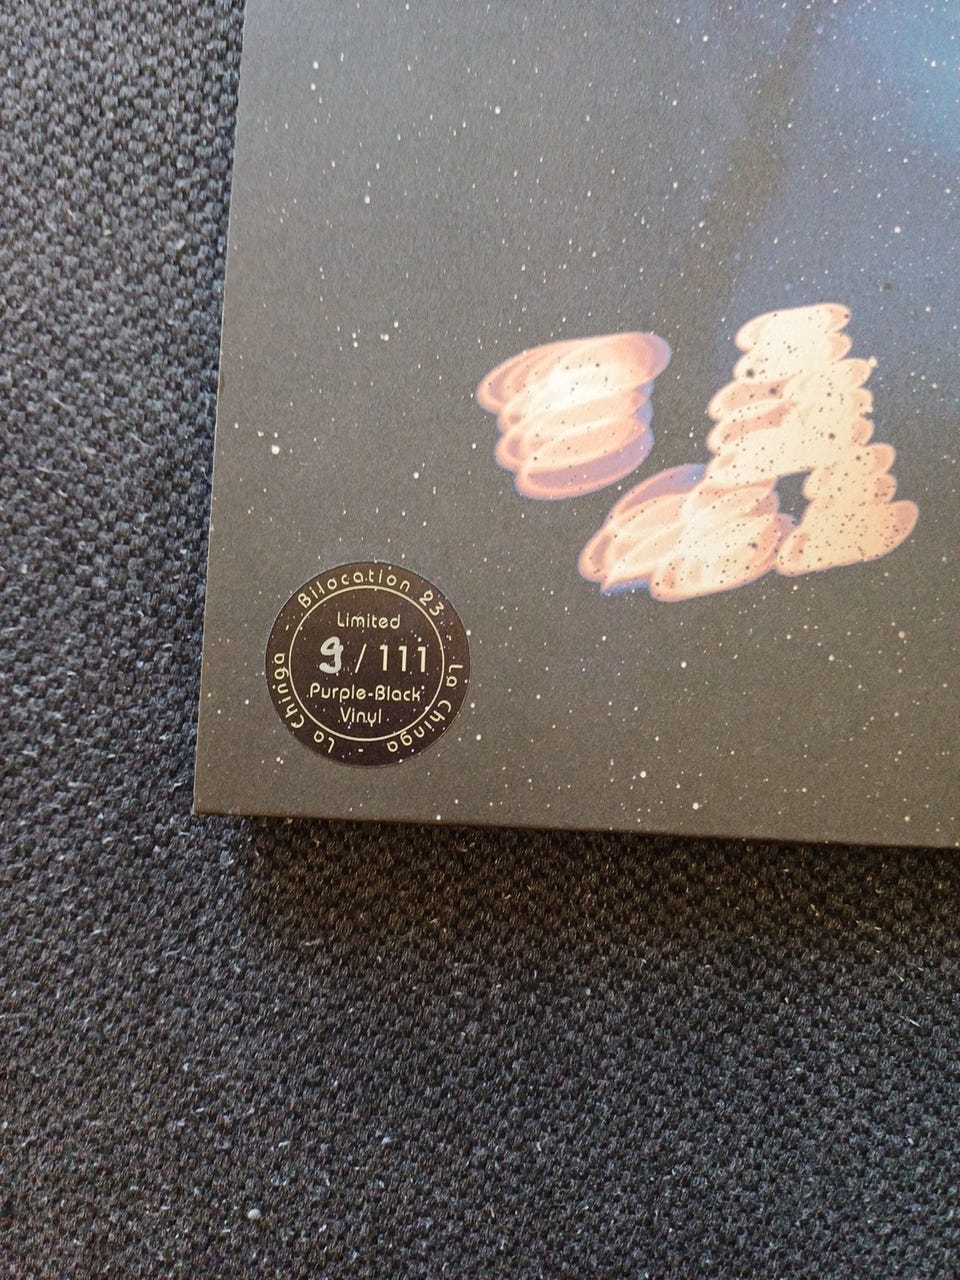 - Bilocation 23 - La Chinga - La Chinga
Limited
9/111
Purple-Black
Vinyl